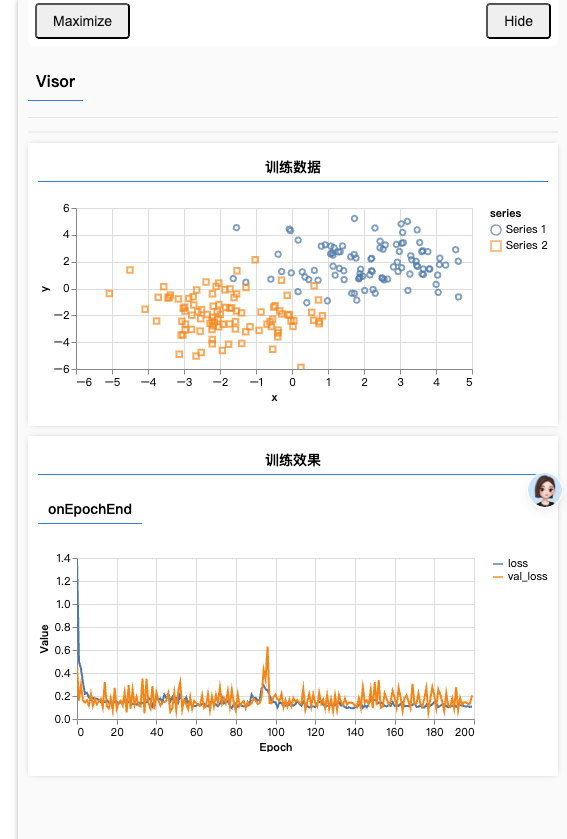 Maximize
Hide
Visor
训练数据
6
4
2
0
−2
−4
−6
y
−6 −5 −4 −3 −2 −1 0 1 2 3 4 5
x
series
Series 1
Series 2
训练效果
onEpochEnd
1.4
1.2
1.0
0.8
0.6
0.4
0.2
0.0
Value
0 20 40 60 80 100 120 140 160 180 200
Epoch
loss
val_loss